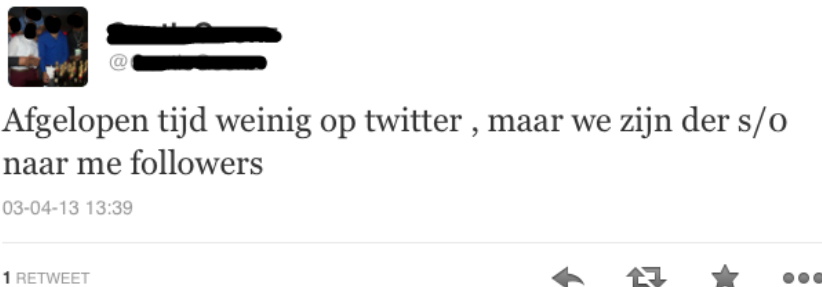 @
Afgelopen tijd weinig op twitter , maar we zijn der s/0
naar me followers
03-04-13 13:39
1 RETWEET